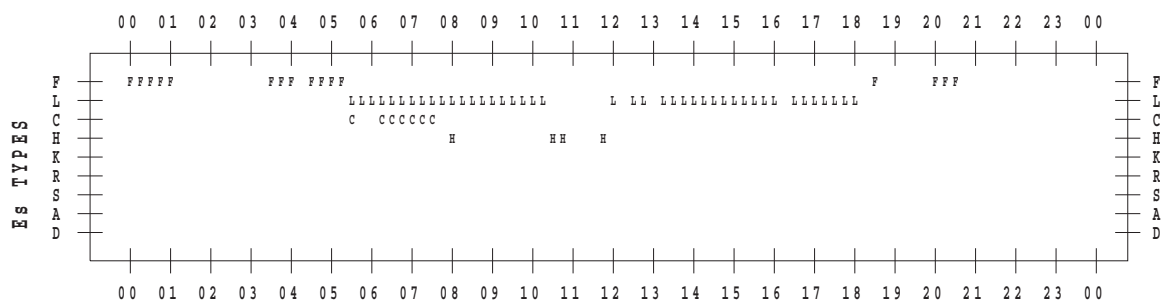 00 01 02 03 04 05 06 07 08 09 10 11 12 13 14 15 16 17 18 19 20 21 22 23 00
F FFFFF FFF FFFF F FFF F
L LLLLLLLLLLLLLLLLLLLL L LL LLLLLLLLLLLL LLLLLLL L
C C CCCCCC C
H H HH H H
K K
R R
S S
A A
D D
Es TYPES
00 01 02 03 04 05 06 07 08 09 10 11 12 13 14 15 16 17 18 19 20 21 22 23 00